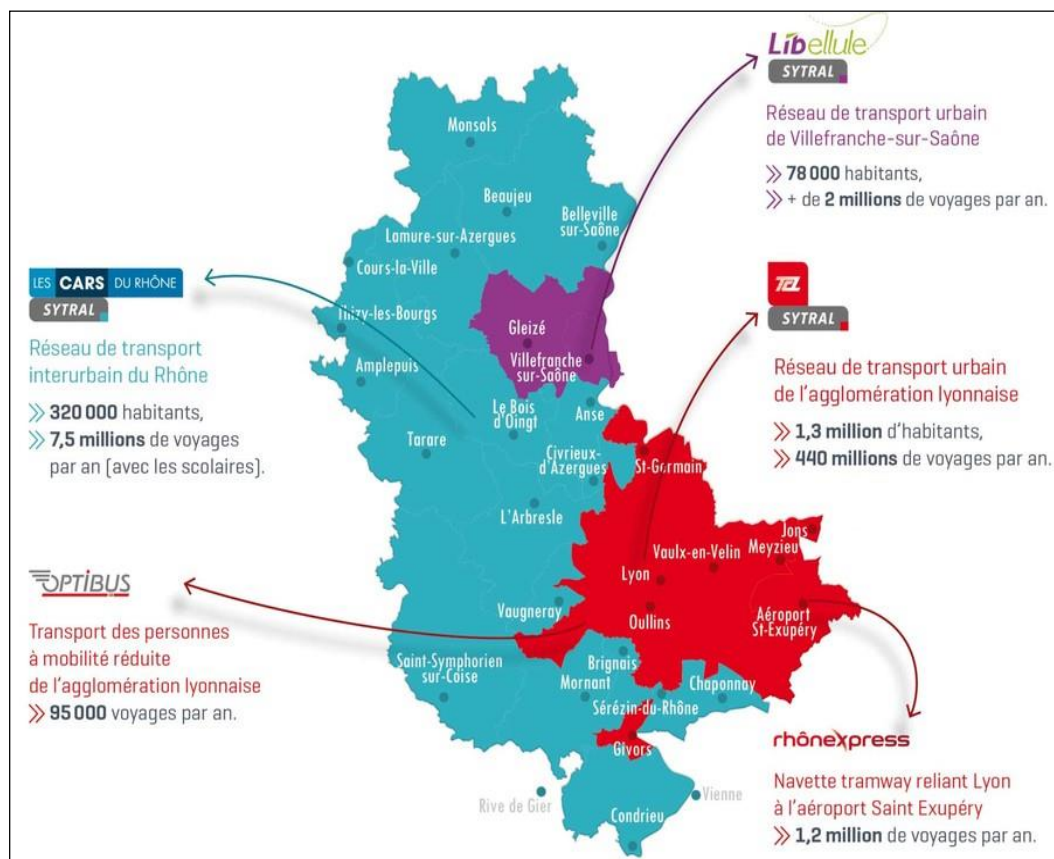 Libellule
SYTRAL
Réseau de transport urbain
de Villefranche-sur-Saône
>> 78 000 habitants,
>> + de 2 millions de voyages par an.
Monsols
Beaujeu
Belleville
sur-Saône
Lamure-sur-Azergues
Cours-la-Ville
Thizy-les-Bourgs
Gleizé
Villefranche
sur-Saône
Amplepuis
Le Bois
d'Oingt
Anse
Tarare
Civrieux-
d'Azergues
St-Germain
L'Arbresle
Jons
Meyzieu
Vaulx-en-Velin
Lyon
Aéroport
St-Exupéry
Oullins
Vaugneray
Brignais
Saint-Symphorien
sur-Coise
Mornant
Chaponnay
Sérézin-du-Rhône
Givors
Rive de Gier
Vienne
Condrieu
LES CARS DU RHÔNE
SYTRAL
Réseau de transport
interurbain du Rhône
>> 320 000 habitants,
>> 7,5 millions de voyages
par an (avec les scolaires).
TCL
SYTRAL
Réseau de transport urbain
de l'agglomération lyonnaise
>> 1,3 million d'habitants,
>> 440 millions de voyages par an.
OPTIBUS
Transport des personnes
à mobilité réduite
de l'agglomération lyonnaise
>> 95 000 voyages par an.
rhônexpress
Navette tramway reliant Lyon
à l'aéroport Saint Exupéry
>> 1,2 million de voyages par an.